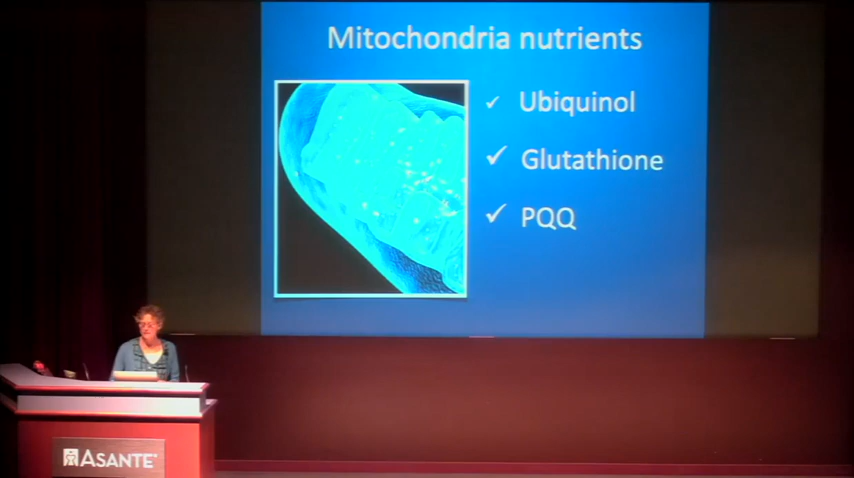 Mitochondria nutrients
✓ Ubiquinol
✓ Glutathione
✓ PQQ
ASANTE